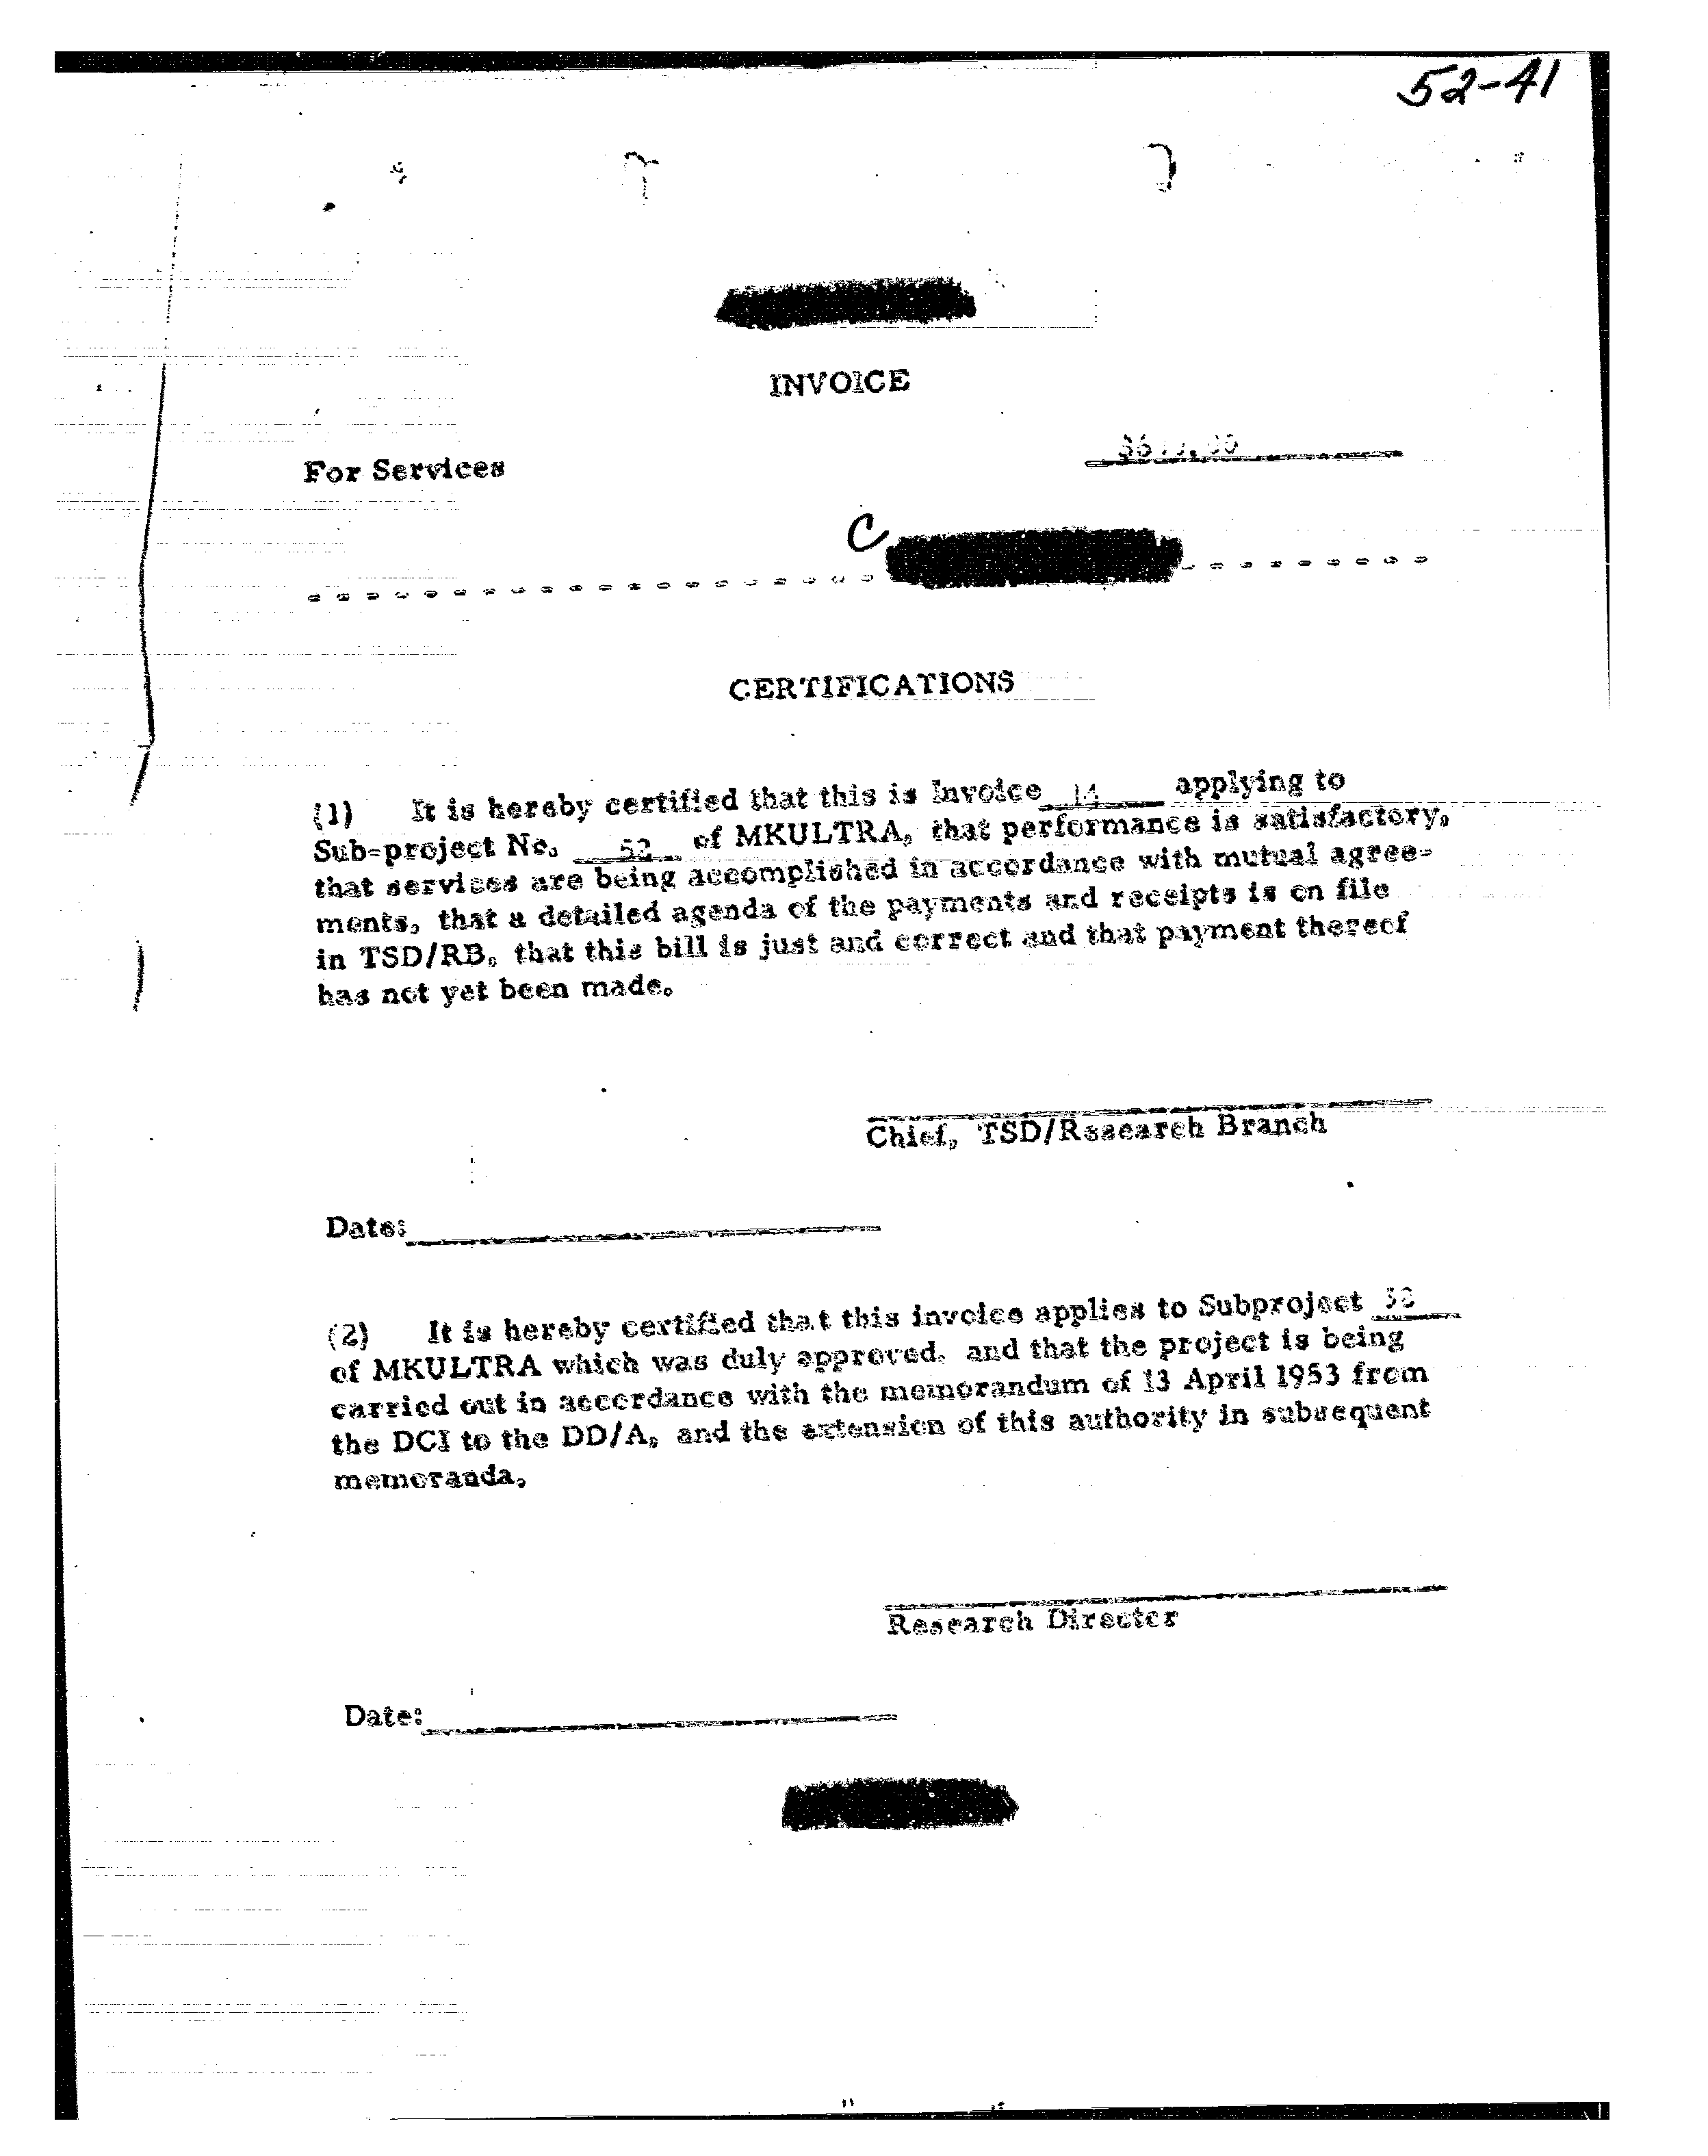 52-41
INVOICE
For Services
C
CERTIFICATIONS
(1) It is hereby certified that this is Invoice 14 applying to
Sub-project No. 52 of MKULTRA, that performance is satisfactory,
that services are being accomplished in accordance with mutual agree-
ments, that a detailed agenda of the payments and receipts is on file
in TSD/RB, that this bill is just and correct and that payment thereof
has not yet been made.
Chief, TSD/Research Branch
Date:
(2) It is hereby certified that this invoice applies to Subproject 52
of MKULTRA which was duly approved, and that the project is being
carried out in accordance with the memorandum of 13 April 1953 from
the DCI to the DD/A, and the extension of this authority in subsequent
memoranda.
Research Director
Date: